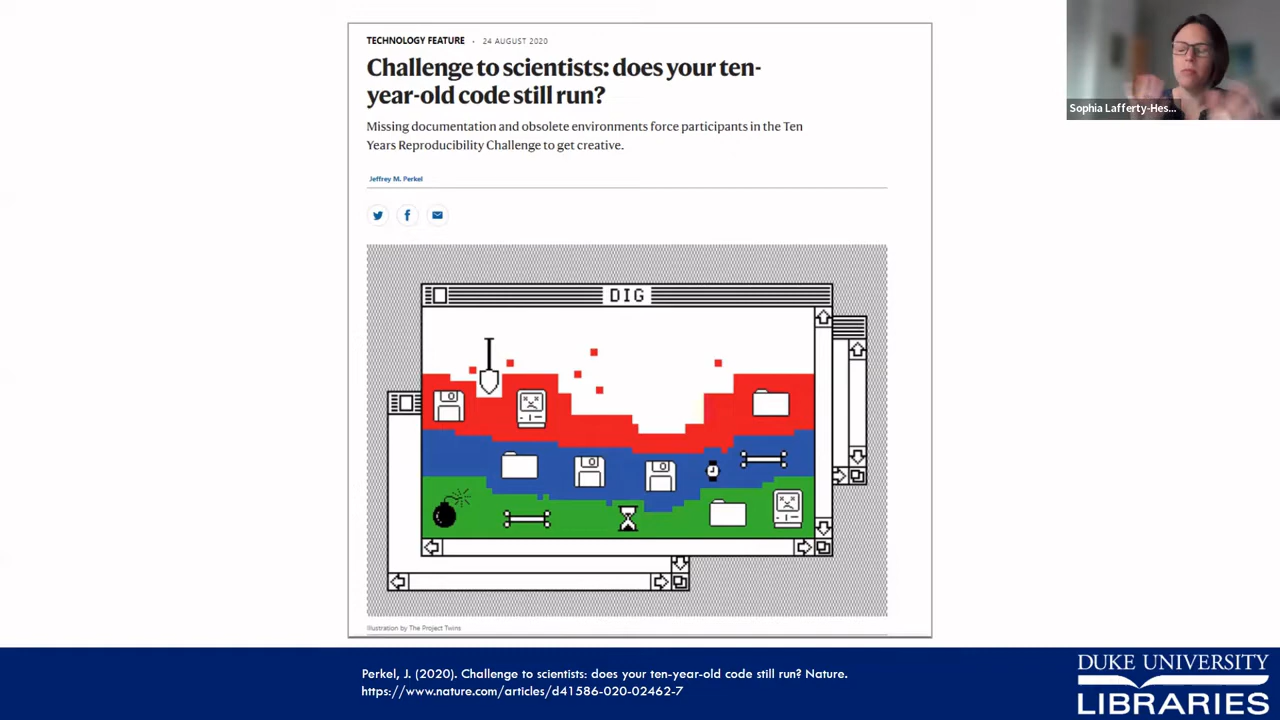 TECHNOLOGY FEATURE · 24 AUGUST 2020
Challenge to scientists: does your ten-
year-old code still run?
Missing documentation and obsolete environments force participants in the Ten
Years Reproducibility Challenge to get creative.
Jeffrey M. Perkel
DIG
Illustration by The Project Twins
Sophia Lafferty-Hes...
Perkel, J. (2020). Challenge to scientists: does your ten-year-old code still run? Nature.
https://www.nature.com/articles/d41586-020-02462-7
DUKE UNIVERSITY
LIBRARIES